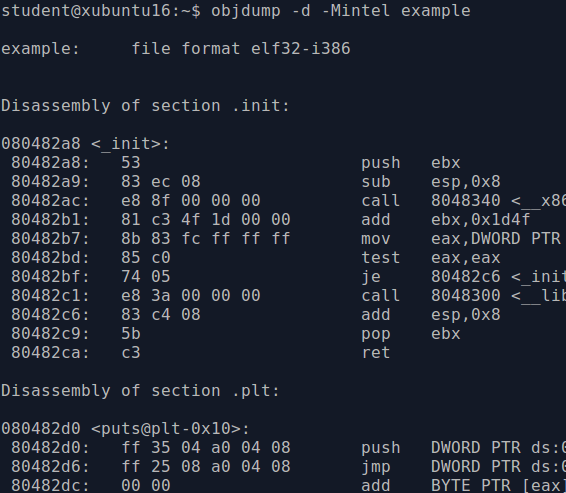 student@xubuntu16:~$ objdump -d -Mintel example
example:     file format elf32-i386
Disassembly of section .init:
080482a8 <_init>:
 80482a8:   53                      push   ebx
 80482a9:   83 ec 08                sub    esp,0x8
 80482ac:   e8 8f 00 00 00          call   8048340 <__x86
 80482b1:   81 c3 4f 1d 00 00       add    ebx,0x1d4f
 80482b7:   8b 83 fc ff ff ff       mov    eax,DWORD PTR
 80482bd:   85 c0                   test   eax,eax
 80482bf:   74 05                   je     80482c6 <_init
 80482c1:   e8 3a 00 00 00          call   8048300 <__lib
 80482c6:   83 c4 08                add    esp,0x8
 80482c9:   5b                      pop    ebx
 80482ca:   c3                      ret
Disassembly of section .plt:
080482d0 <puts@plt-0x10>:
 80482d0:   ff 35 04 a0 04 08       push   DWORD PTR ds:0
 80482d6:   ff 25 08 a0 04 08       jmp    DWORD PTR ds:0
 80482dc:   00 00                   add    BYTE PTR [eax]